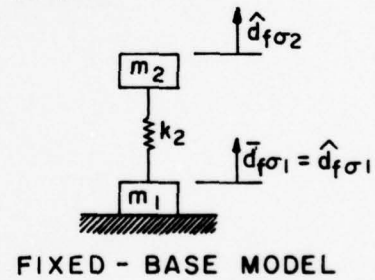 d̂fσ2
m2
k2
d̄fσ1 = d̂fσ1
m1
FIXED - BASE MODEL